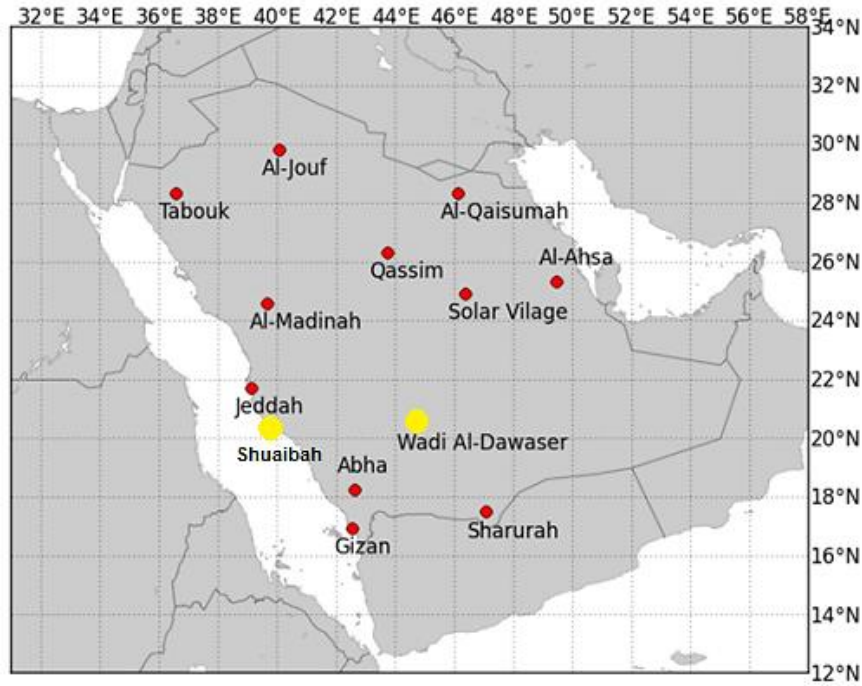 32°E 34°E 36°E 38°E 40°E 42°E 44°E 46°E 48°E 50°E 52°E 54°E 56°E 58°E
34°N
32°N
30°N
Al-Jouf
28°N
Tabouk
Al-Qaisumah
26°N
Qassim
Al-Ahsa
Solar Vilage
24°N
Al-Madinah
22°N
Jeddah
Wadi Al-Dawaser
20°N
Shuaibah
Abha
18°N
Sharurah
Gizan
16°N
14°N
12°N